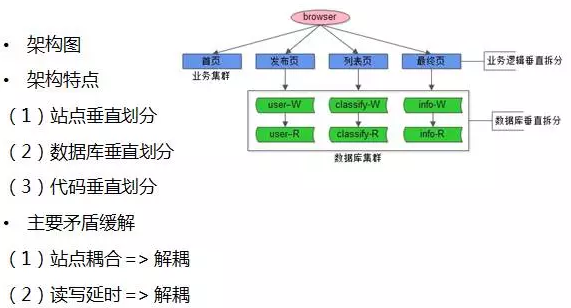 • 架构图
• 架构特点
（1）站点垂直划分
（2）数据库垂直划分
（3）代码垂直划分
• 主要矛盾缓解
（1）站点耦合 => 解耦
（2）读写延时 => 解耦
browser
首页 发布页 列表页 最终页 业务逻辑垂直拆分
业务集群
user–W classify-W info-W
数据库垂直拆分
user–R classify-R info-R
数据库集群